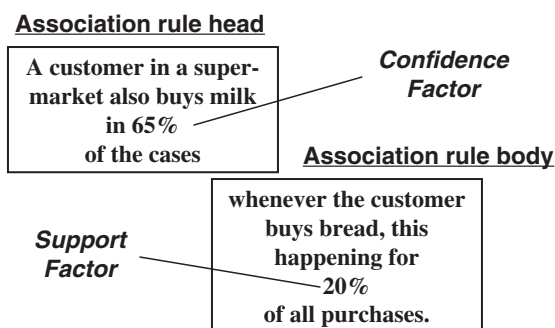 Association rule head
A customer in a super-
market also buys milk
in 65%
of the cases
Confidence
Factor
Association rule body
whenever the customer
buys bread, this
happening for
20%
of all purchases.
Support
Factor